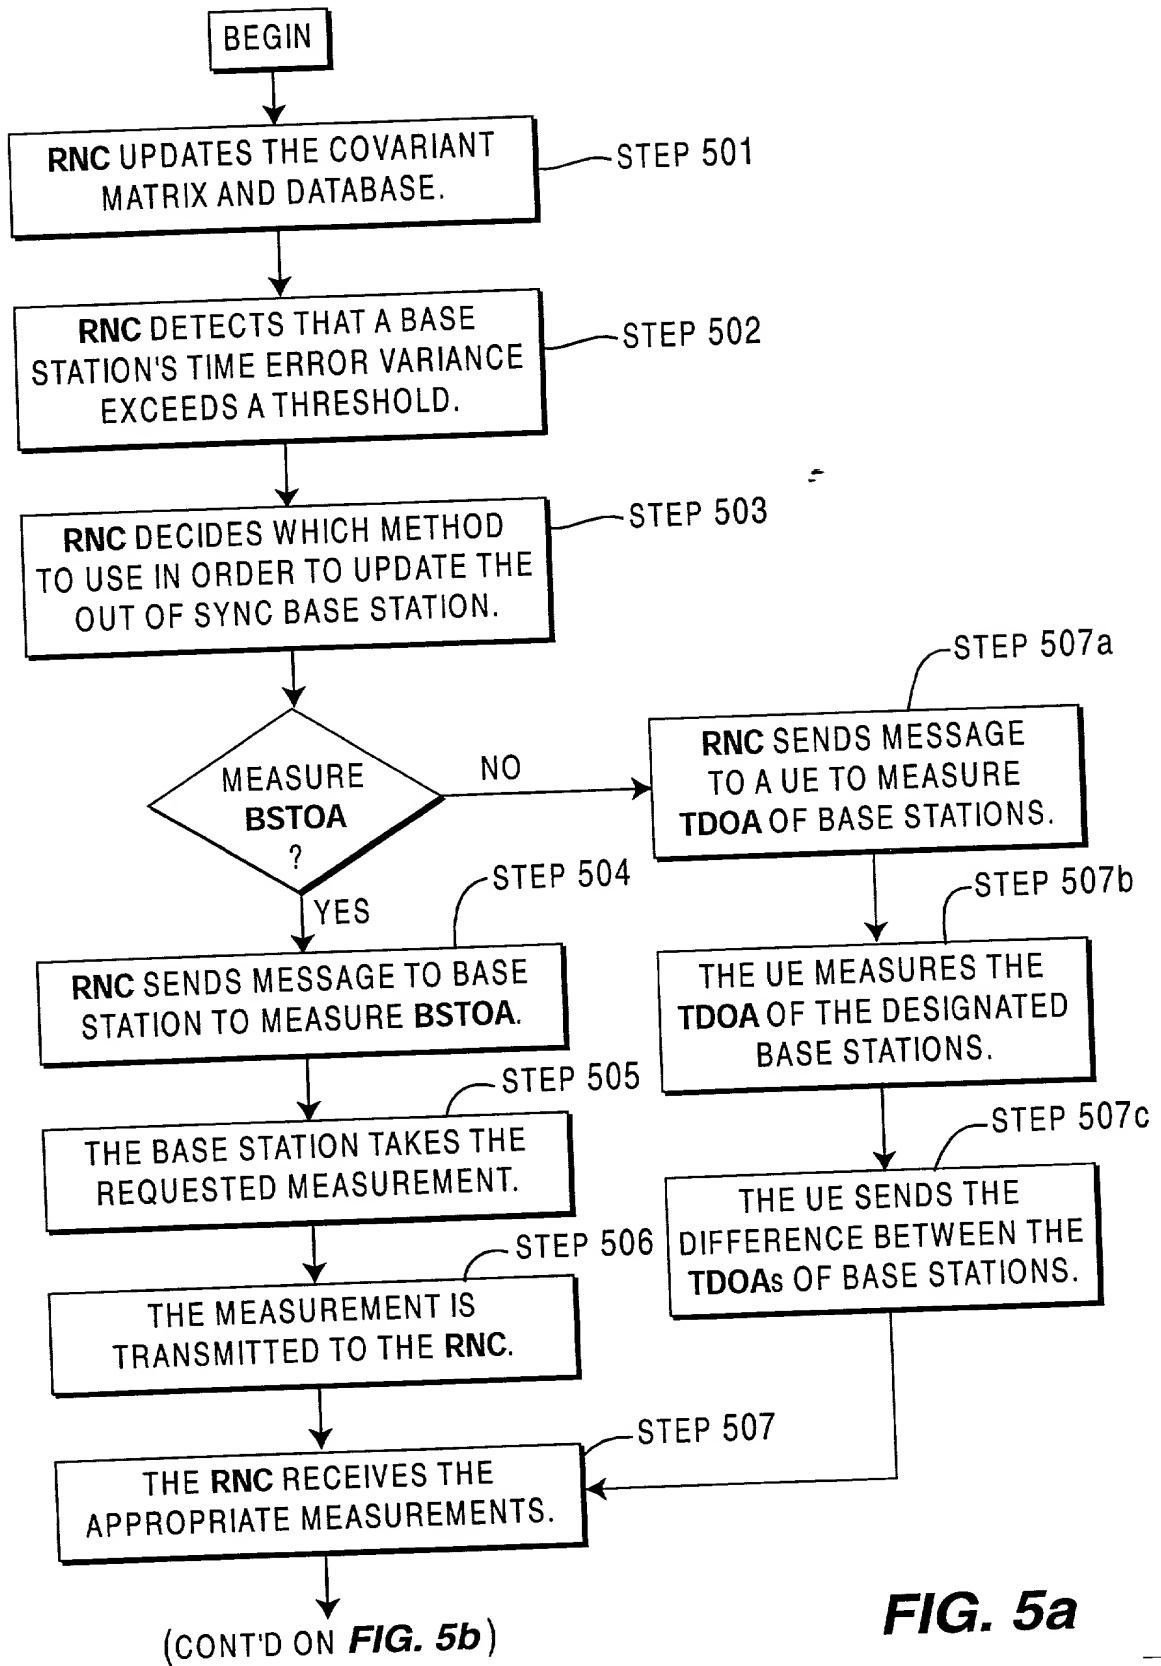 BEGIN
RNC UPDATES THE COVARIANT
MATRIX AND DATABASE.
STEP 501
RNC DETECTS THAT A BASE
STATION'S TIME ERROR VARIANCE
EXCEEDS A THRESHOLD.
STEP 502
RNC DECIDES WHICH METHOD
TO USE IN ORDER TO UPDATE THE
OUT OF SYNC BASE STATION.
STEP 503
MEASURE
BSTOA
?
NO
YES
STEP 507a
RNC SENDS MESSAGE
TO A UE TO MEASURE
TDOA OF BASE STATIONS.
STEP 504
RNC SENDS MESSAGE TO BASE
STATION TO MEASURE BSTOA.
STEP 507b
THE UE MEASURES THE
TDOA OF THE DESIGNATED
BASE STATIONS.
STEP 505
THE BASE STATION TAKES THE
REQUESTED MEASUREMENT.
STEP 507c
THE UE SENDS THE
DIFFERENCE BETWEEN THE
TDOAs OF BASE STATIONS.
STEP 506
THE MEASUREMENT IS
TRANSMITTED TO THE RNC.
STEP 507
THE RNC RECEIVES THE
APPROPRIATE MEASUREMENTS.
(CONT'D ON FIG. 5b)
FIG. 5a